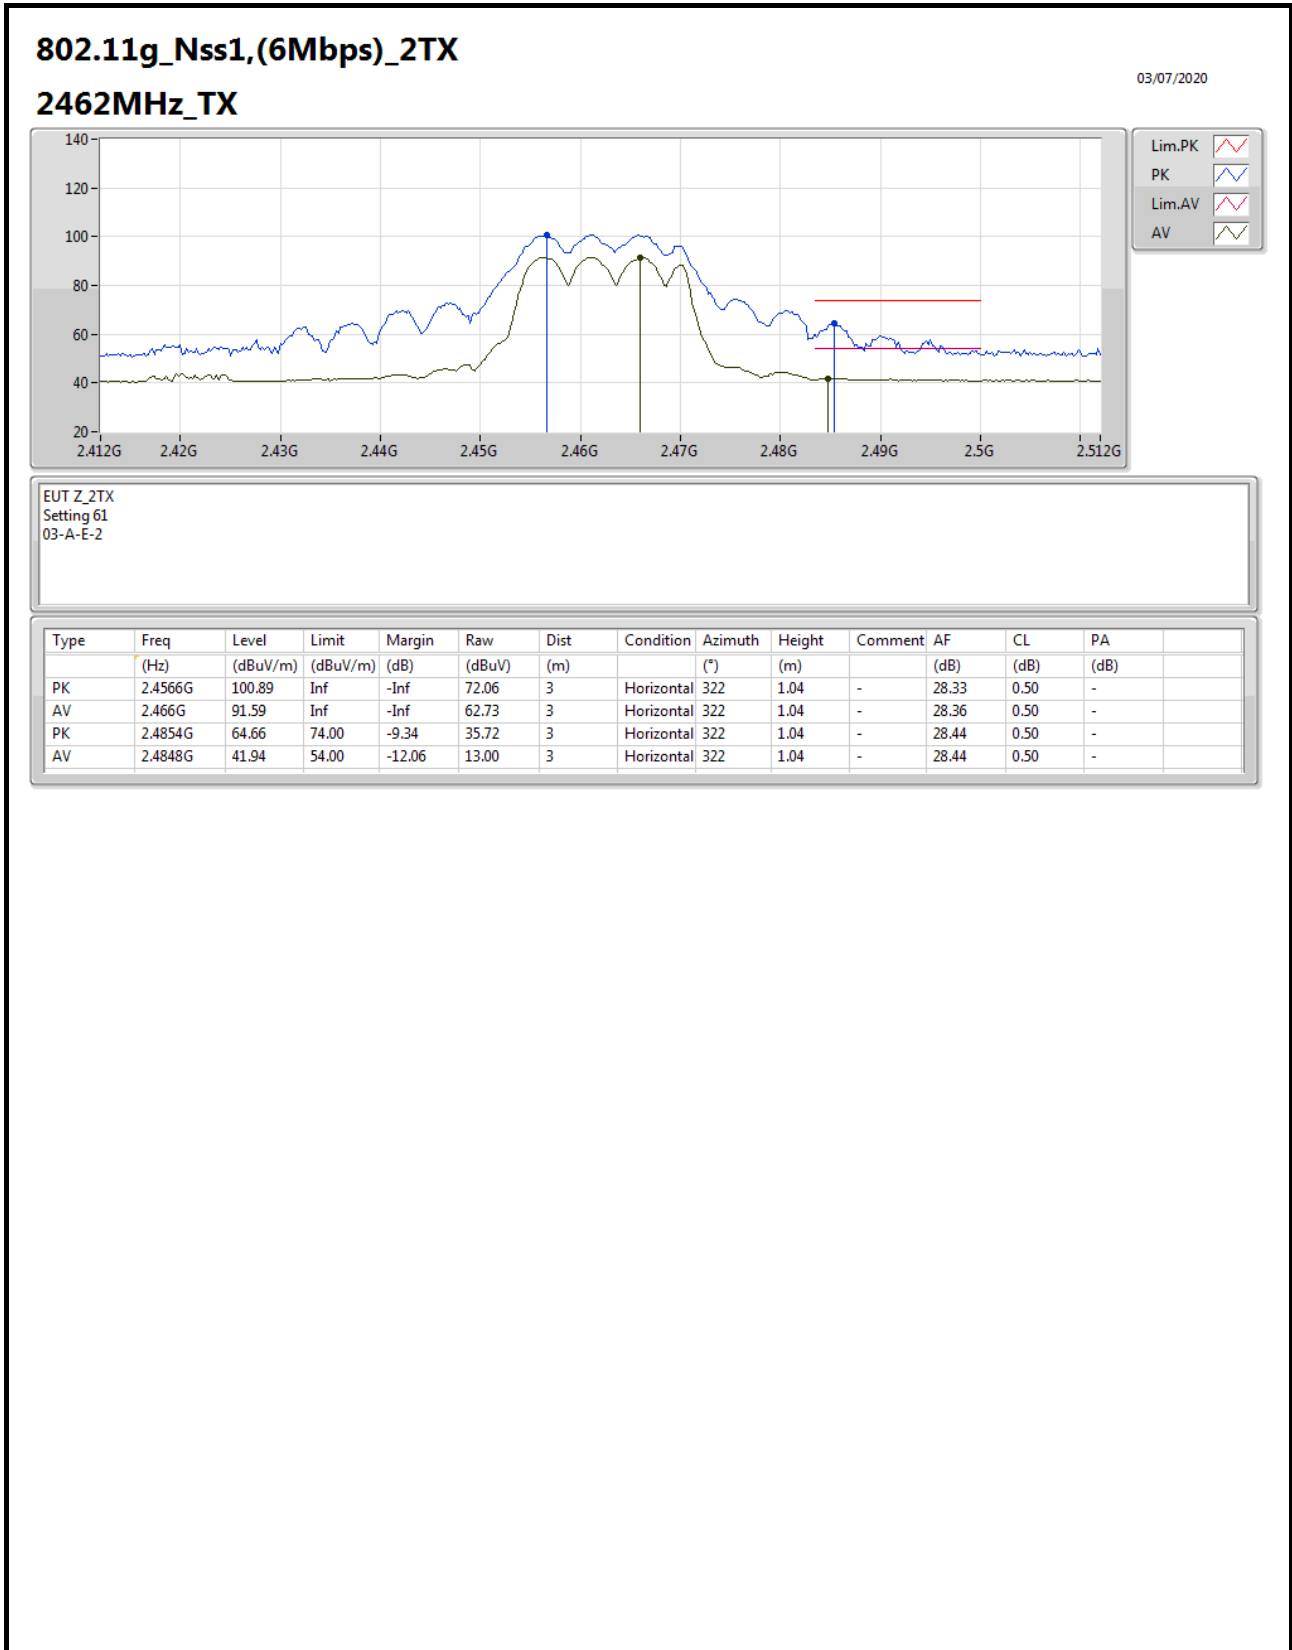 802.11g_Nss1,(6Mbps)_2TX
03/07/2020
2462MHz_TX
140
120
100
80
60
40
20
2.412G 2.42G 2.43G 2.44G 2.45G 2.46G 2.47G 2.48G 2.49G 2.5G 2.512G
Lim.PK
PK
Lim.AV
AV
EUT Z_2TX
Setting 61
03-A-E-2
Type Freq Level Limit Margin Raw Dist Condition Azimuth Height Comment AF CL PA
(Hz) (dBuV/m) (dBuV/m) (dB) (dBuV) (m) (°) (m) (dB) (dB) (dB)
PK 2.4566G 100.89 Inf -Inf 72.06 3 Horizontal 322 1.04 - 28.33 0.50 -
AV 2.466G 91.59 Inf -Inf 62.73 3 Horizontal 322 1.04 - 28.36 0.50 -
PK 2.4854G 64.66 74.00 -9.34 35.72 3 Horizontal 322 1.04 - 28.44 0.50 -
AV 2.4848G 41.94 54.00 -12.06 13.00 3 Horizontal 322 1.04 - 28.44 0.50 -